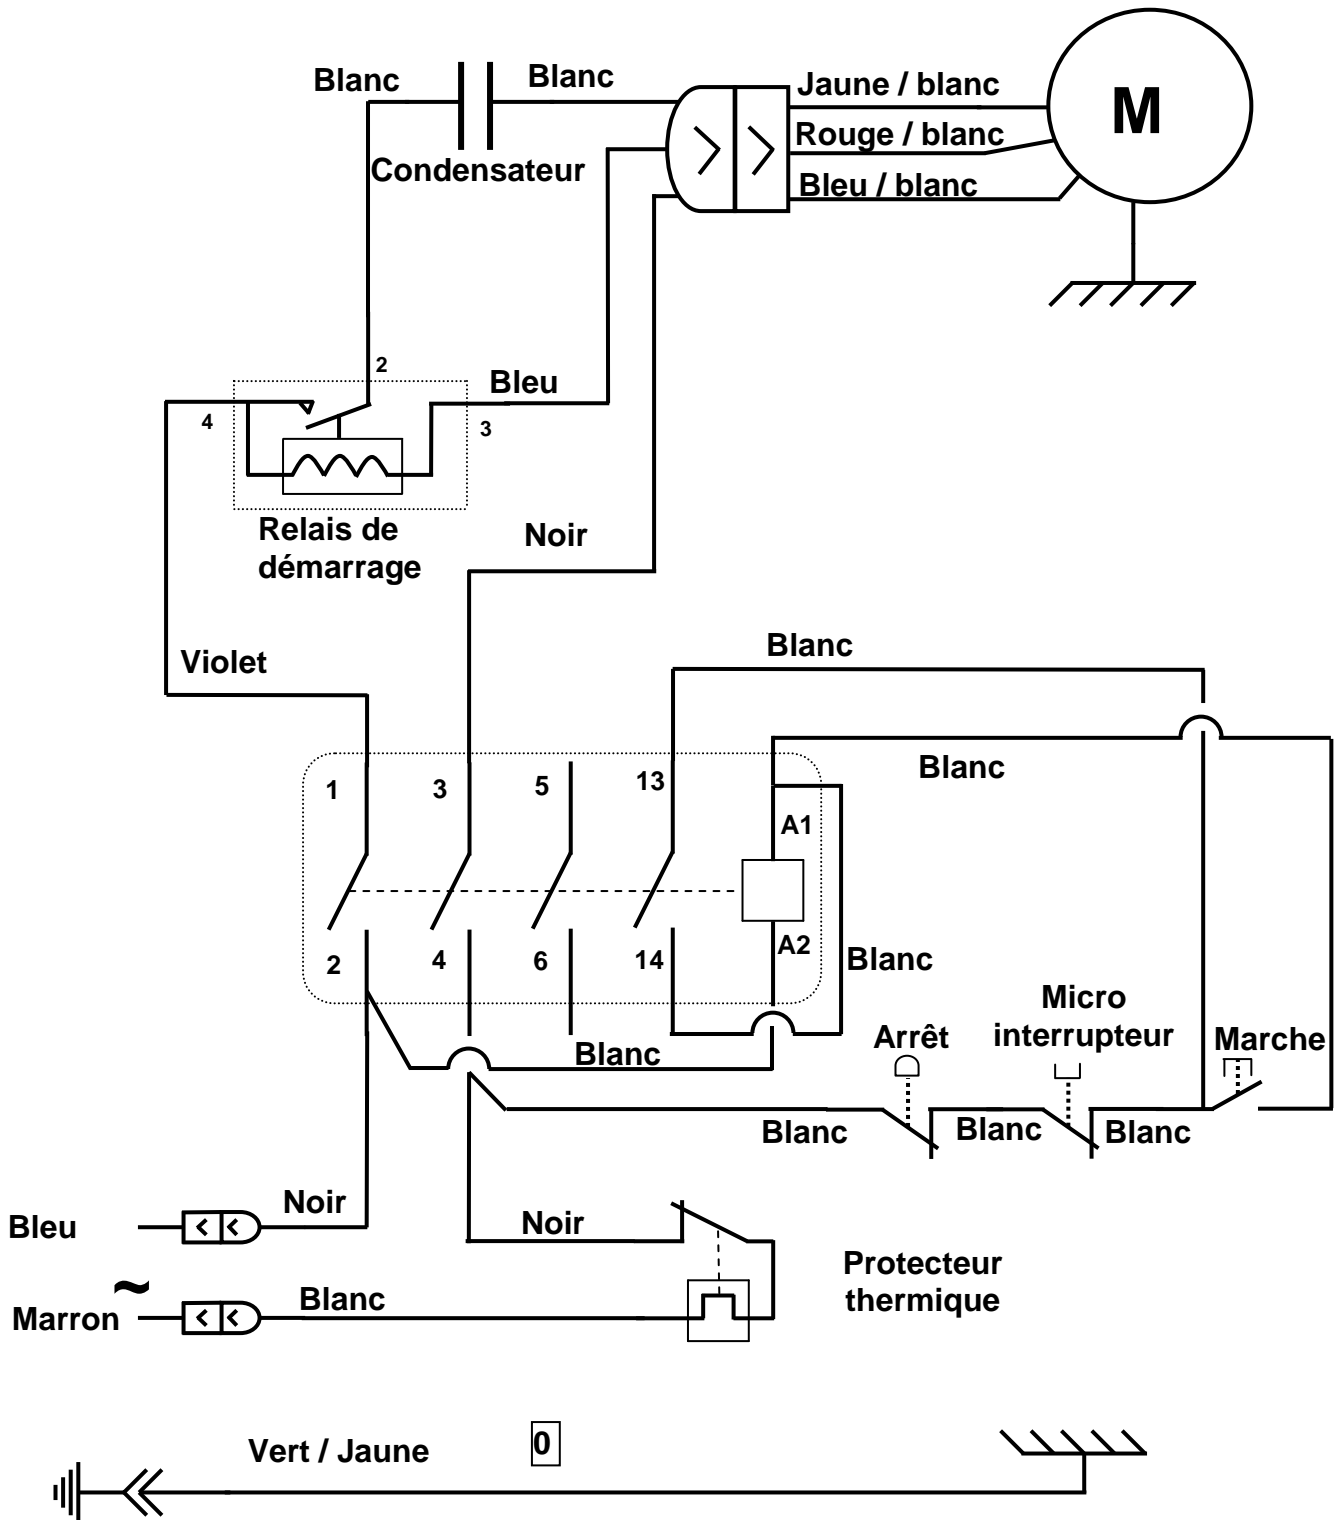 Blanc
Blanc
Jaune / blanc
M
Rouge / blanc
Condensateur
Bleu / blanc
2
Bleu
4
3
Relais de
démarrage
Noir
Violet
Blanc
Blanc
1
3
5
13
A1
2
4
6
14
A2
Blanc
Micro
interrupteur
Arrêt
Marche
Blanc
Blanc
Blanc
Blanc
Noir
Bleu
Noir
Protecteur
thermique
~
Blanc
Marron
Vert / Jaune
0